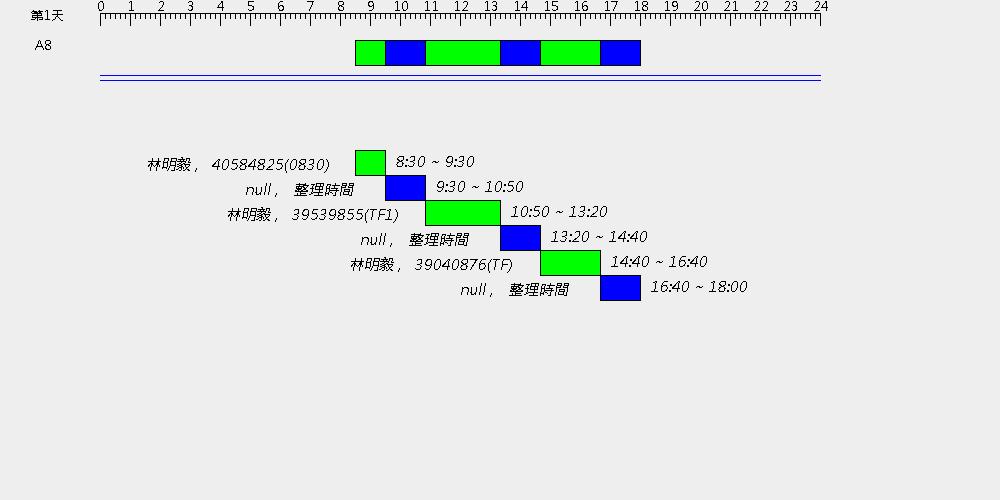 第1天 0 1 2 3 4 5 6 7 8 9 10 11 12 13 14 15 16 17 18 19 20 21 22 23 24
A8
林明毅 , 40584825(0830) 8:30 ~ 9:30
null , 整理時間 9:30 ~ 10:50
林明毅 , 39539855(TF1) 10:50 ~ 13:20
null , 整理時間 13:20 ~ 14:40
林明毅 , 39040876(TF) 14:40 ~ 16:40
null , 整理時間 16:40 ~ 18:00